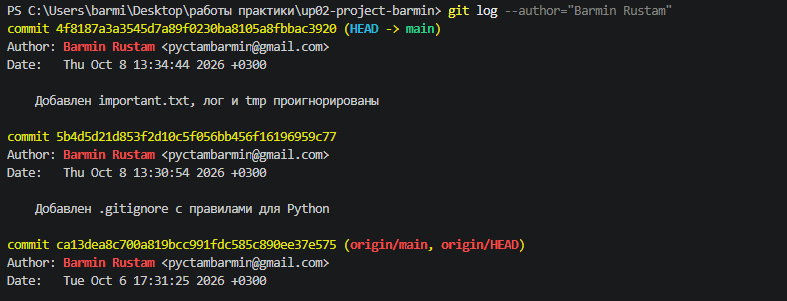 PS C:\Users\barmi\Desktop\работы практики\up02-project-barmin> git log --author="Barmin Rustam"
commit 4f8187a3a3545d7a89f0230ba8105a8fbbac3920 (HEAD -> main)
Author: Barmin Rustam <pyctambarmin@gmail.com>
Date:   Thu Oct 8 13:34:44 2026 +0300
    Добавлен important.txt, лог и tmp проигнорированы
commit 5b4d5d21d853f2d10c5f056bb456f16196959c77
Author: Barmin Rustam <pyctambarmin@gmail.com>
Date:   Thu Oct 8 13:30:54 2026 +0300
    Добавлен .gitignore с правилами для Python
commit ca13dea8c700a819bcc991fdc585c890ee37e575 (origin/main, origin/HEAD)
Author: Barmin Rustam <pyctambarmin@gmail.com>
Date:   Tue Oct 6 17:31:25 2026 +0300